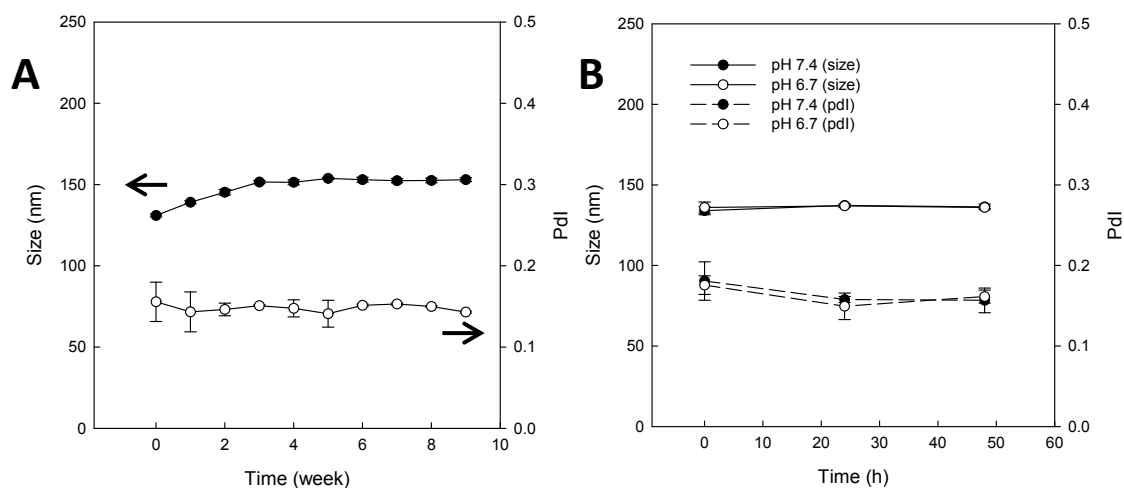 A
250
200
150
100
50
0
Size (nm)
0.5
0.4
0.3
0.2
0.1
0.0
PdI
0 2 4 6 8 10
Time (week)
B
250
200
150
100
50
0
Size (nm)
pH 7.4 (size)
pH 6.7 (size)
pH 7.4 (pdI)
pH 6.7 (pdI)
0.5
0.4
0.3
0.2
0.1
0.0
PdI
0 10 20 30 40 50 60
Time (h)